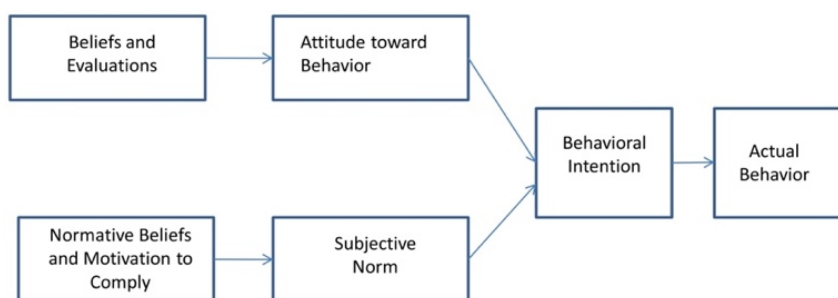 Beliefs and
Evaluations
Attitude toward
Behavior
Behavioral
Intention
Actual
Behavior
Normative Beliefs
and Motivation to
Comply
Subjective
Norm